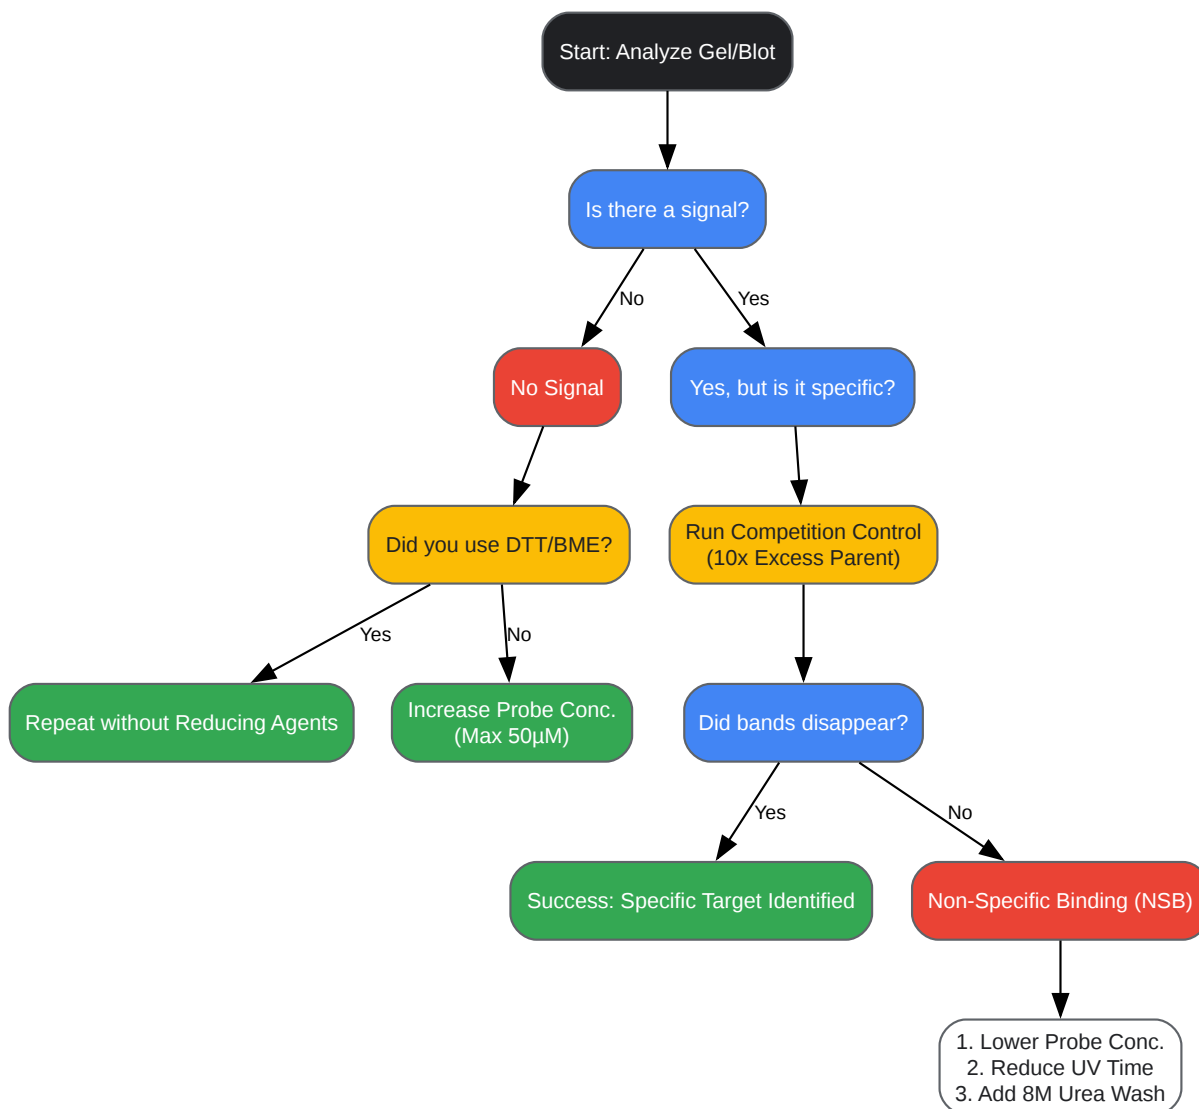 Start: Analyze Gel/Blot
Is there a signal?
No
Yes
No Signal
Yes, but is it specific?
Did you use DTT/BME?
Run Competition Control
(10x Excess Parent)
Yes
No
Repeat without Reducing Agents
Increase Probe Conc.
(Max 50µM)
Did bands disappear?
Yes
No
Success: Specific Target Identified
Non-Specific Binding (NSB)
1. Lower Probe Conc.
2. Reduce UV Time
3. Add 8M Urea Wash